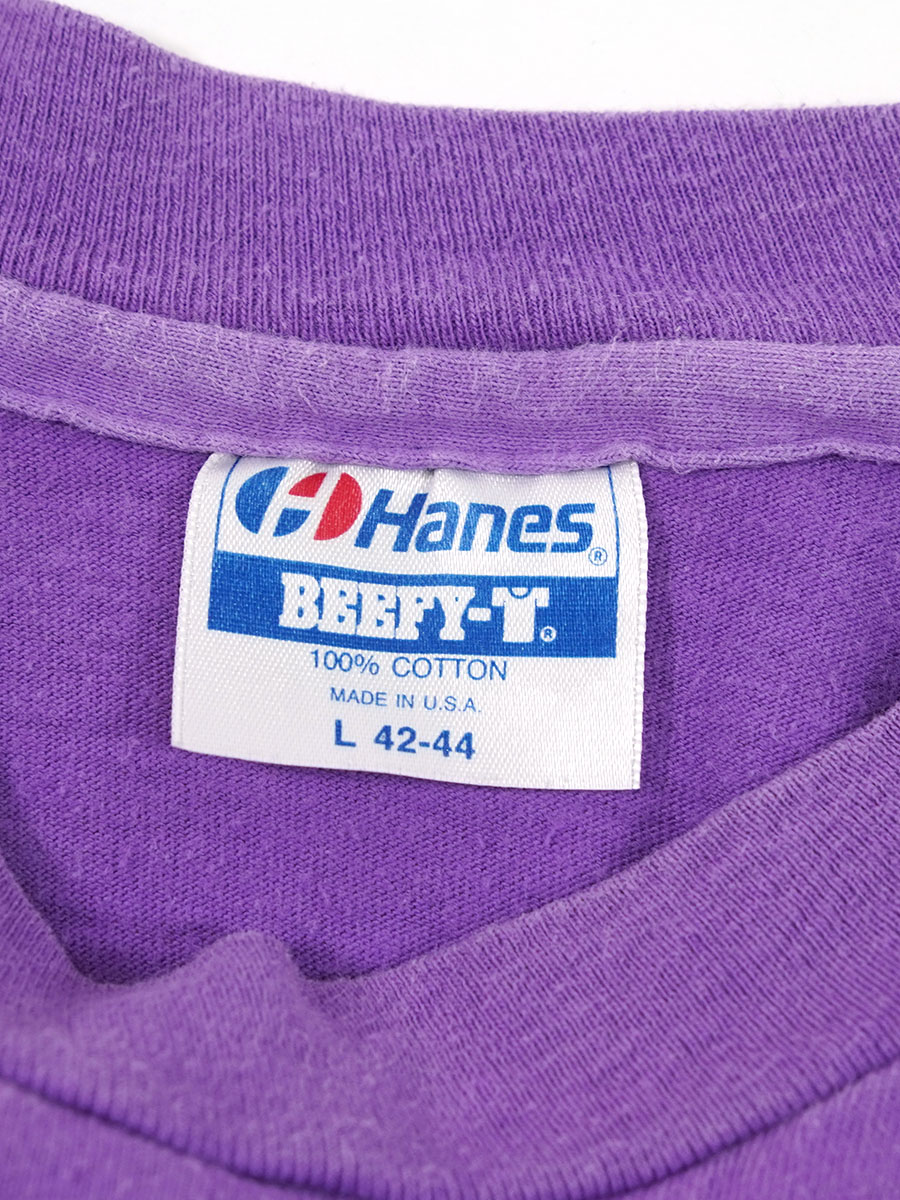 Hanes®
BEEFY-T®
100% COTTON
MADE IN U.S.A.
L 42-44